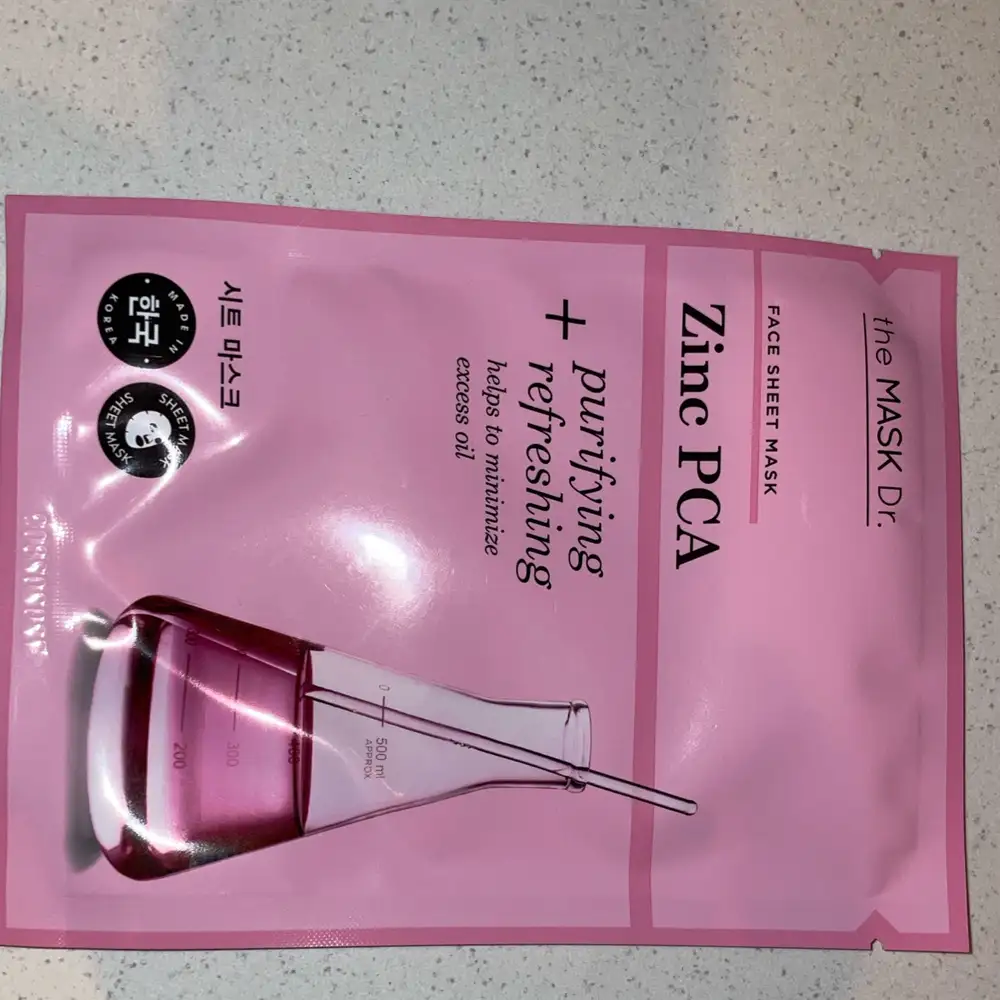 the MASK Dr.
FACE SHEET MASK
Zinc PCA
purifying
+ refreshing
helps to minimize
excess oil
0
500 ml
APPROX
300
200
시트 마스크
MADE IN
한국
KOREA
SHEET MASK